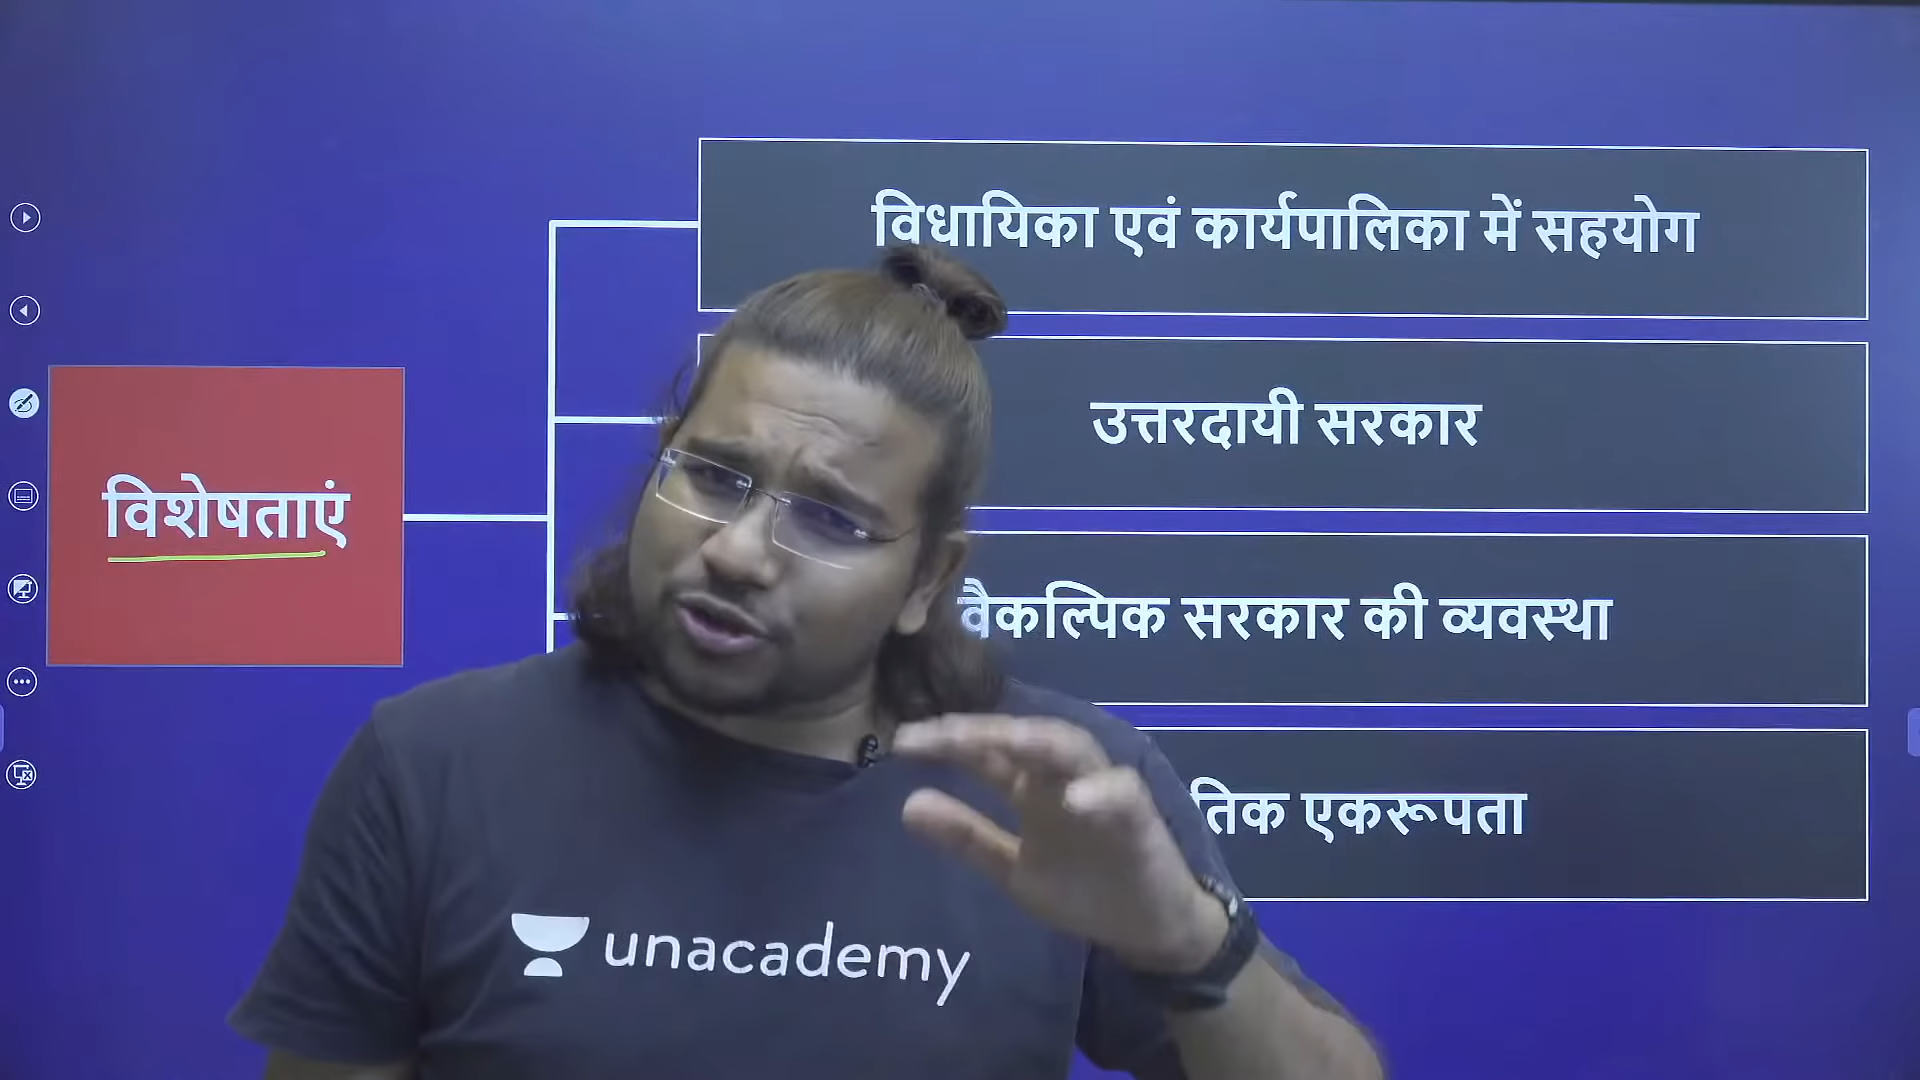 विधायिका एवं कार्यपालिका में सहयोग
उत्तरदायी सरकार
विशेषताएं
वैकल्पिक सरकार की व्यवस्था
एकरूपता
unacademy